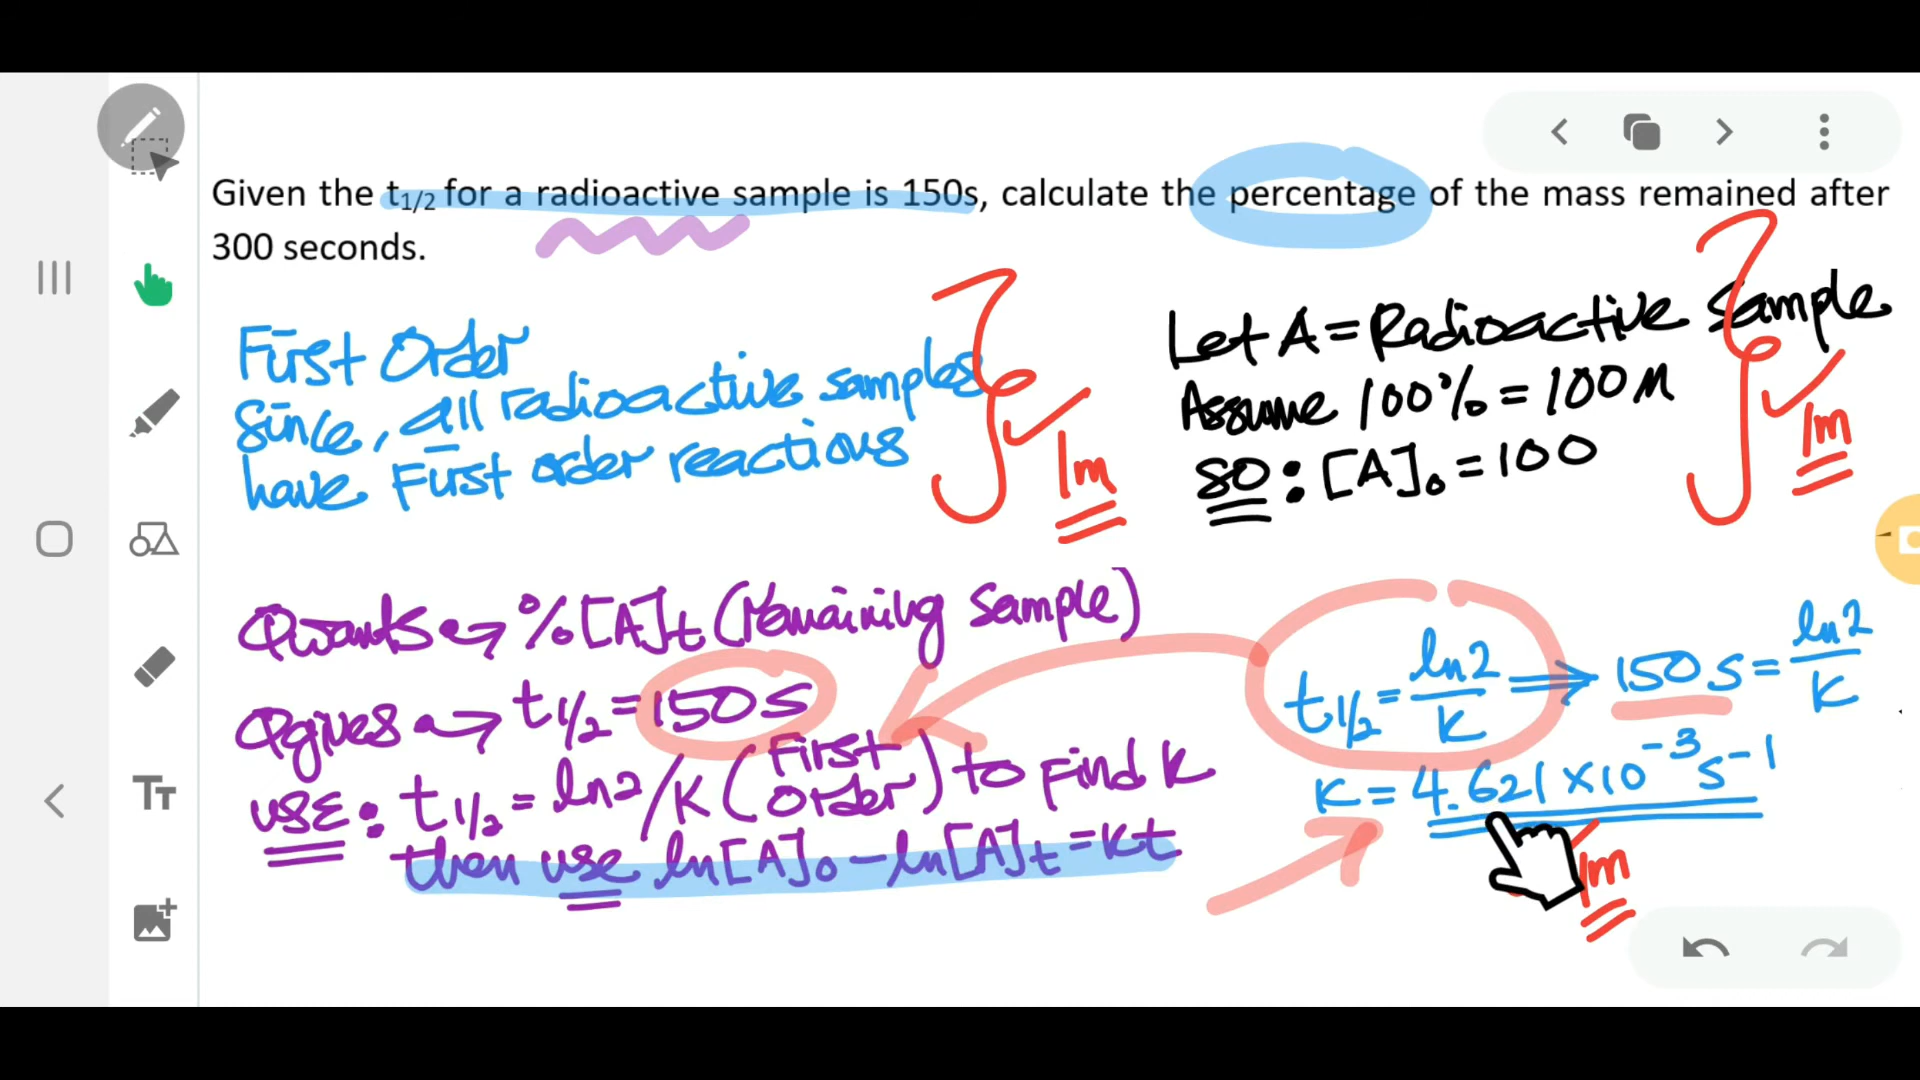 Given the t1/2 for a radioactive sample is 150s, calculate the percentage of the mass remained after
300 seconds.
First Order
Since, all radioactive samples
have First order reactions
1m
Let A = Radioactive Sample
Assume 100% = 100M
So : [A]₀ = 100
1m
Qwants → % [A]t (remaining sample)
Qgives → t1/2 = 150s
USE : t1/2 = ln2/K (First Order) to find K
then use ln[A]₀ - ln[A]t = Kt
t1/2 = ln2/K ⇒ 150s = ln2/K
K = 4.621 × 10⁻³ s⁻¹
1m
Tt